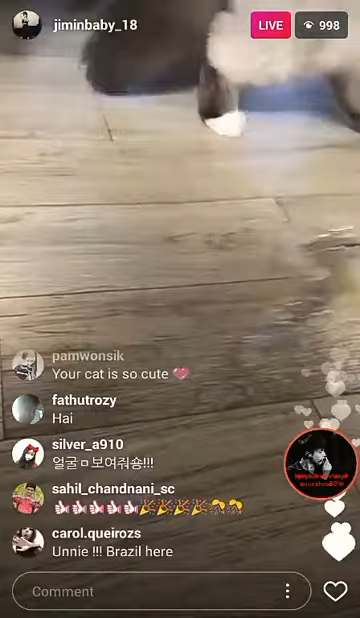 jiminbaby_18
LIVE
998
pamwonsik
Your cat is so cute 💗
fathutrozy
Hai
silver_a910
얼굴ㅁ보여줘숑!!!
sahil_chandnani_sc
carol.queirozs
Unnie !!! Brazil here
Comment